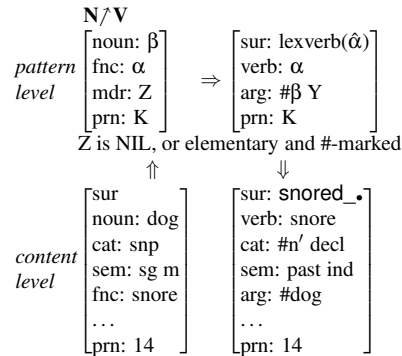 N↗V
pattern level
noun: β
fnc: α
mdr: Z
prn: K
⇒
sur: lexverb(α̂)
verb: α
arg: #β Y
prn: K
Z is NIL, or elementary and #-marked
⇑ ⇓
content level
sur
noun: dog
cat: snp
sem: sg m
fnc: snore
...
prn: 14
sur: snored_•
verb: snore
cat: #n′ decl
sem: past ind
arg: #dog
...
prn: 14